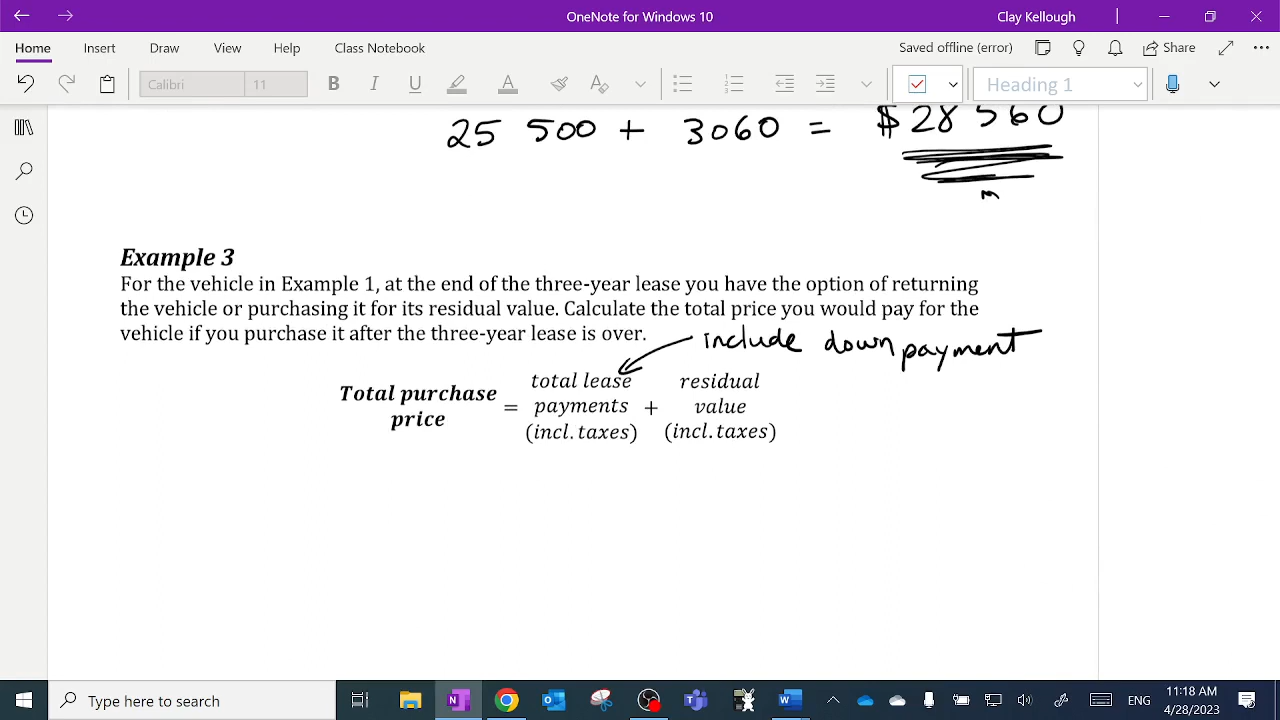 OneNote for Windows 10
Clay Kellough
Home Insert Draw View Help Class Notebook
Saved offline (error)
Share
Calibri 11
B I U A
Heading 1
25 500 + 3060 = $28 560
Example 3
For the vehicle in Example 1, at the end of the three-year lease you have the option of returning
the vehicle or purchasing it for its residual value. Calculate the total price you would pay for the
vehicle if you purchase it after the three-year lease is over.
include down payment
Total purchase price = total lease payments (incl. taxes) + residual value (incl. taxes)
Type here to search
ENG
11:18 AM
4/28/2023